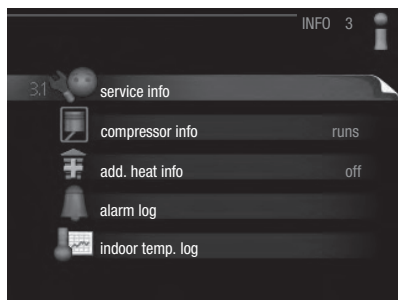 INFO 3
3.1 service info
compressor info runs
add. heat info off
alarm log
indoor temp. log